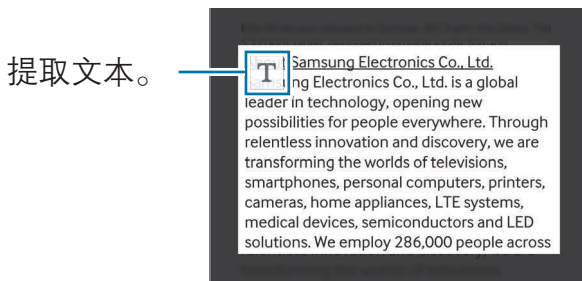 提取文本。
T
Samsung Electronics Co., Ltd.
ng Electronics Co., Ltd. is a global
leader in technology, opening new
possibilities for people everywhere. Through
relentless innovation and discovery, we are
transforming the worlds of televisions,
smartphones, personal computers, printers,
cameras, home appliances, LTE systems,
medical devices, semiconductors and LED
solutions. We employ 286,000 people across